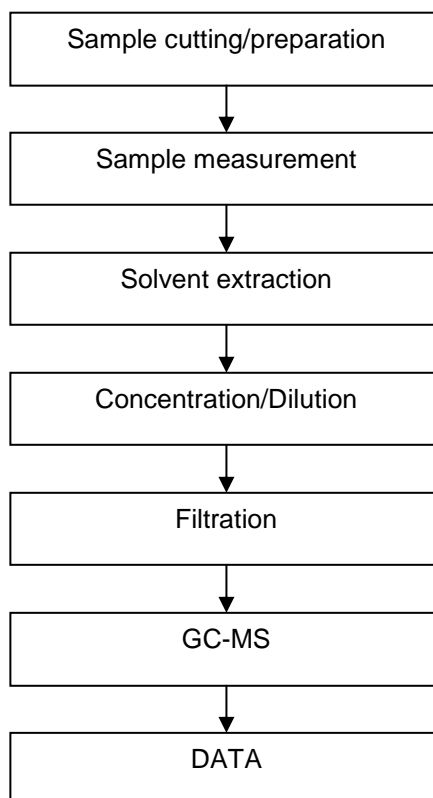 Sample cutting/preparation
Sample measurement
Solvent extraction
Concentration/Dilution
Filtration
GC-MS
DATA